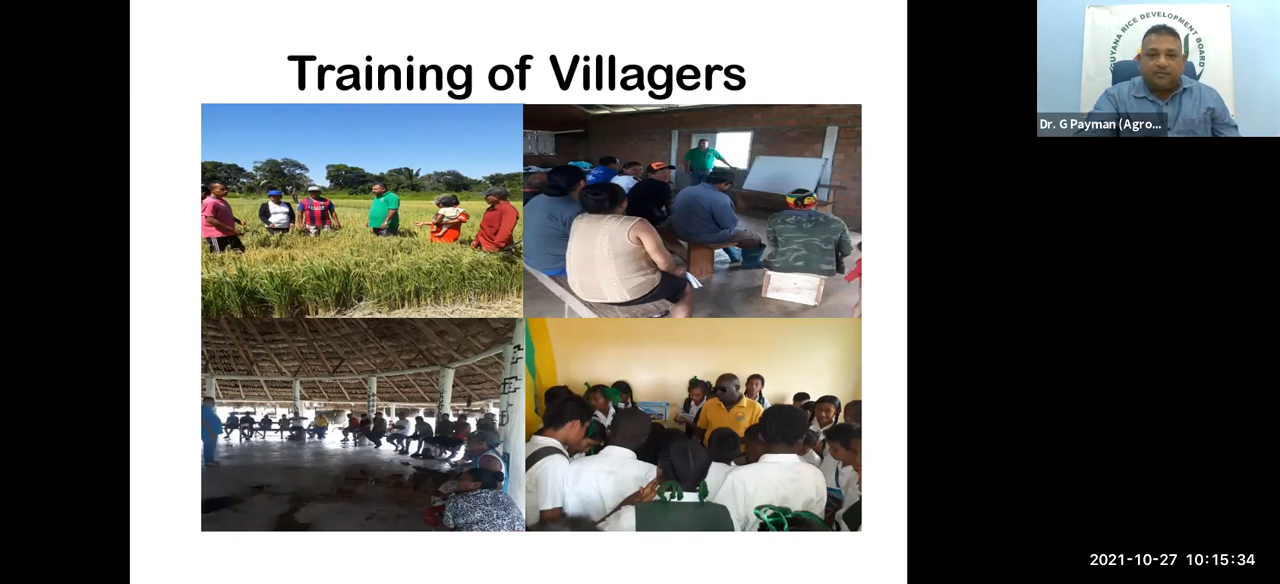 Training of Villagers
GUYANA RICE DEVELOPMENT BOARD
Dr. G Payman (Agro...
2021-10-27 10:15:34